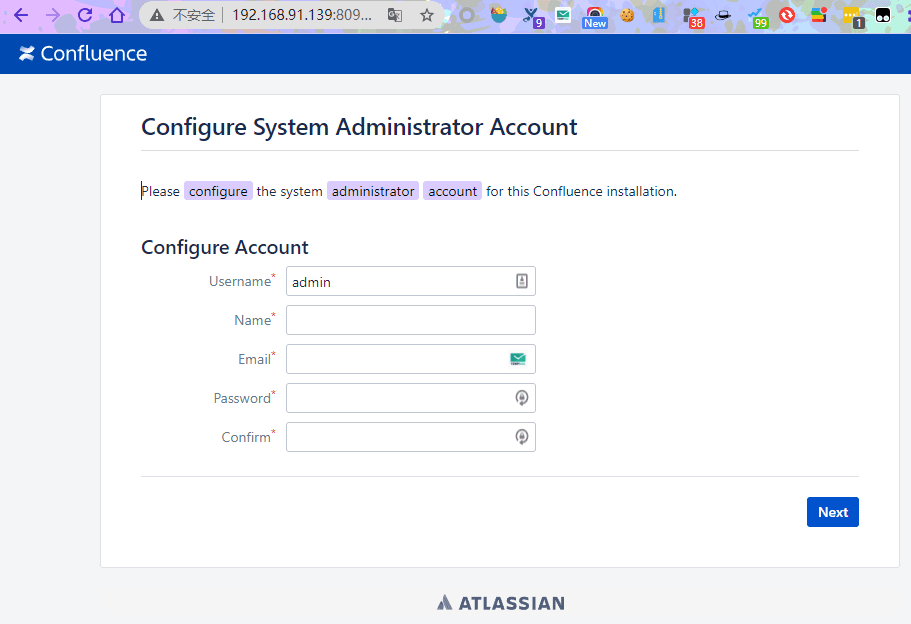 不安全 192.168.91.139:809...
9
New
38
99
1
Confluence
Configure System Administrator Account
Please configure the system administrator account for this Confluence installation.
Configure Account
Username* admin
Name*
Email*
Password*
Confirm*
Next
ATLASSIAN